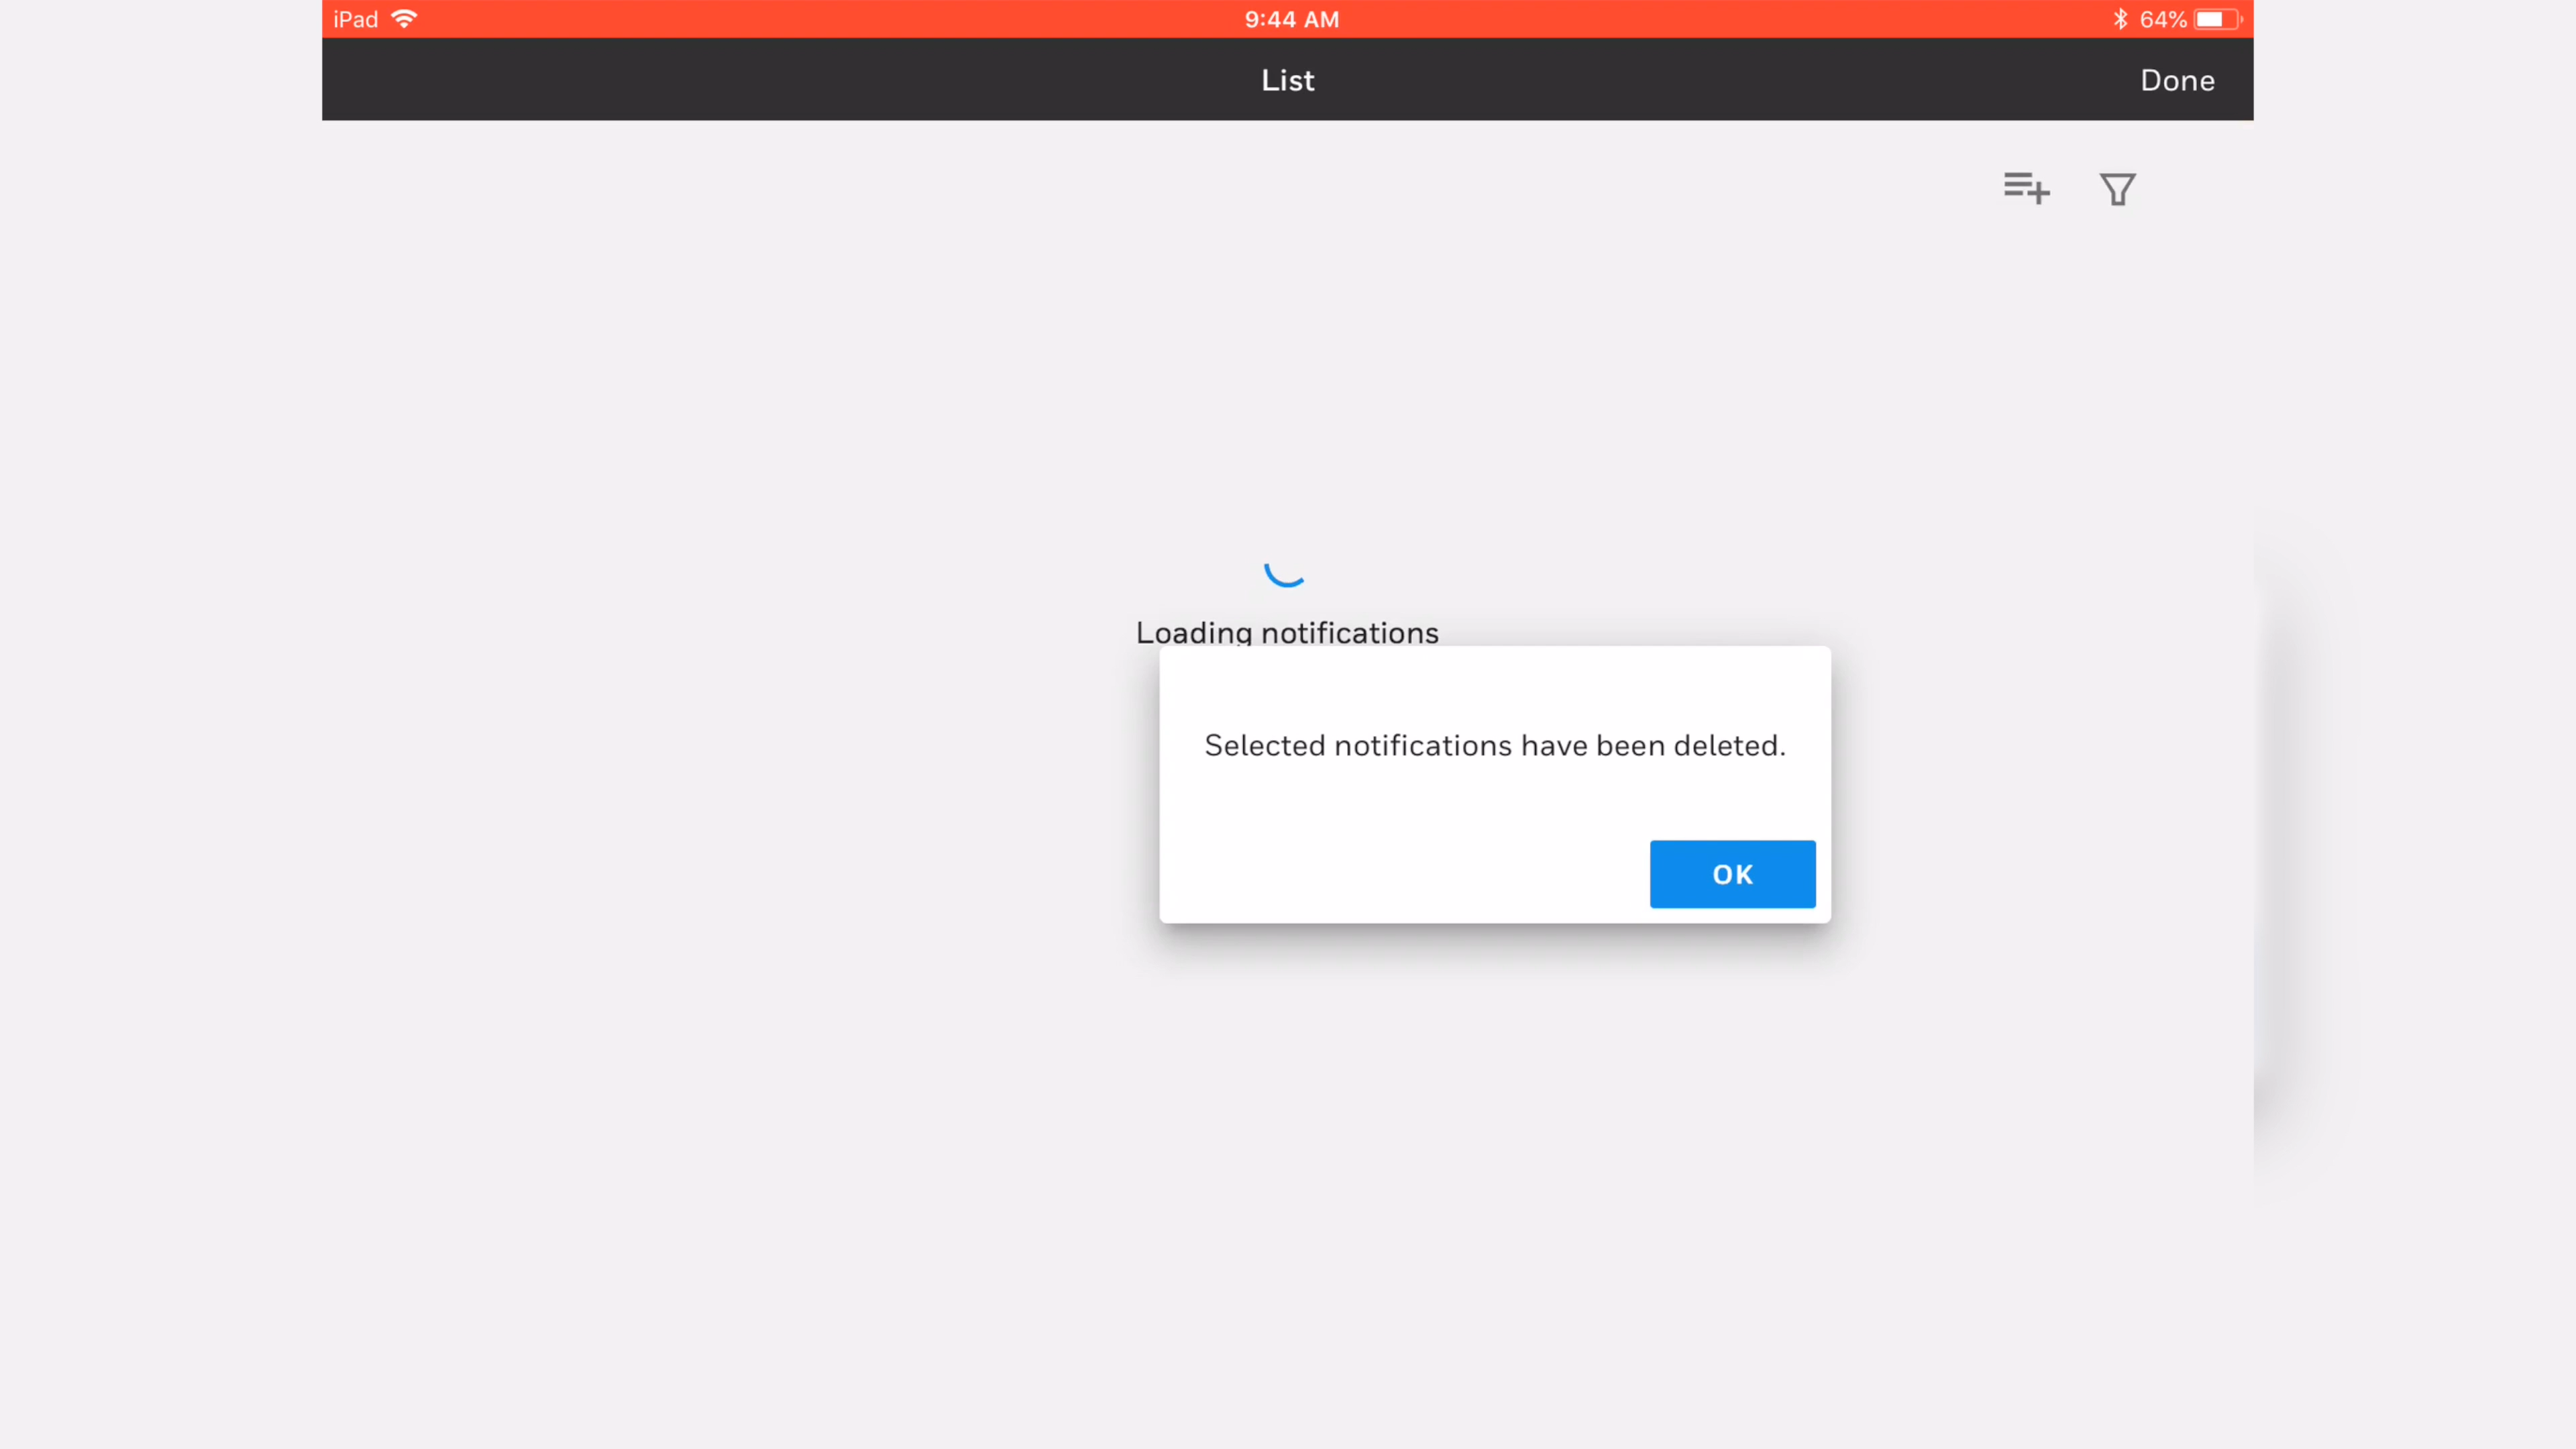 iPad 9:44 AM 64%
List Done
Loading notifications
Selected notifications have been deleted.
OK